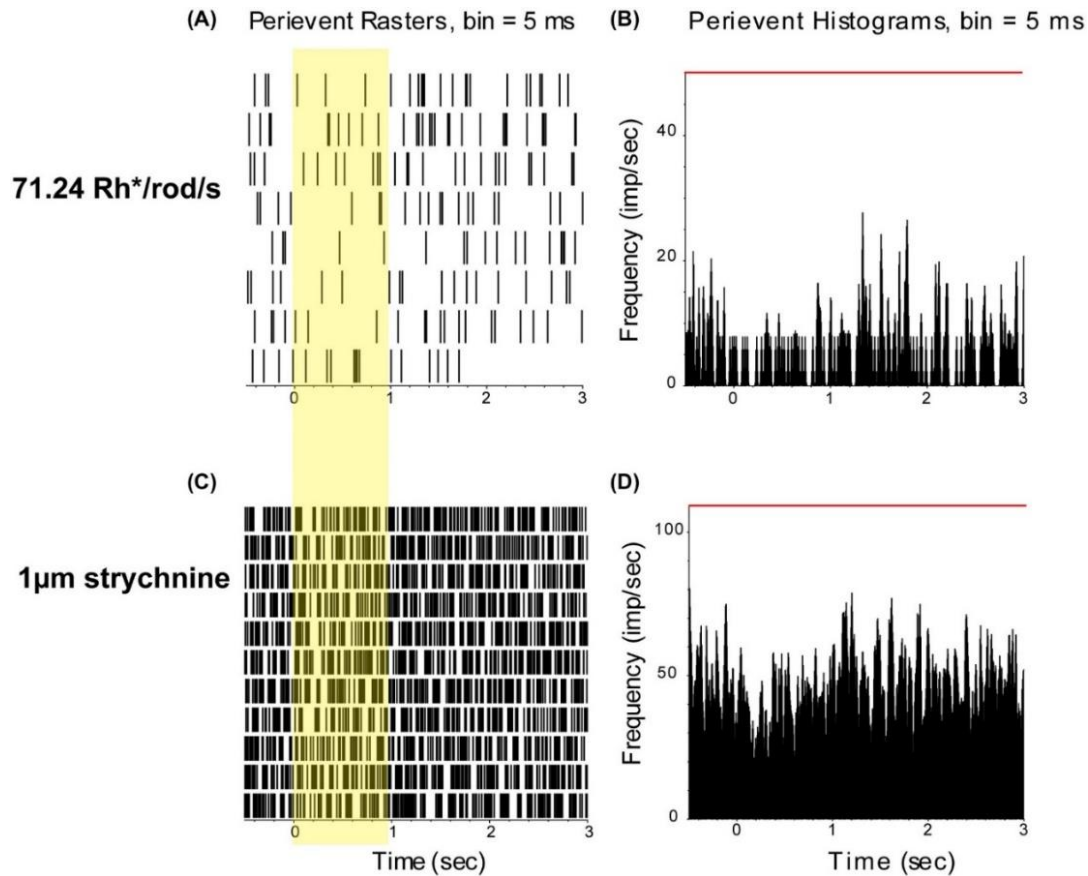 (A) Perievent Rasters, bin = 5 ms
(B) Perievent Histograms, bin = 5 ms
71.24 Rh*/rod/s
0 1 2 3
Frequency (imp/sec)
40
20
0
0 1 2 3
(C)
(D)
1µm strychnine
0 1 2 3
Time (sec)
Frequency (imp/sec)
100
50
0
0 1 2 3
Time (sec)